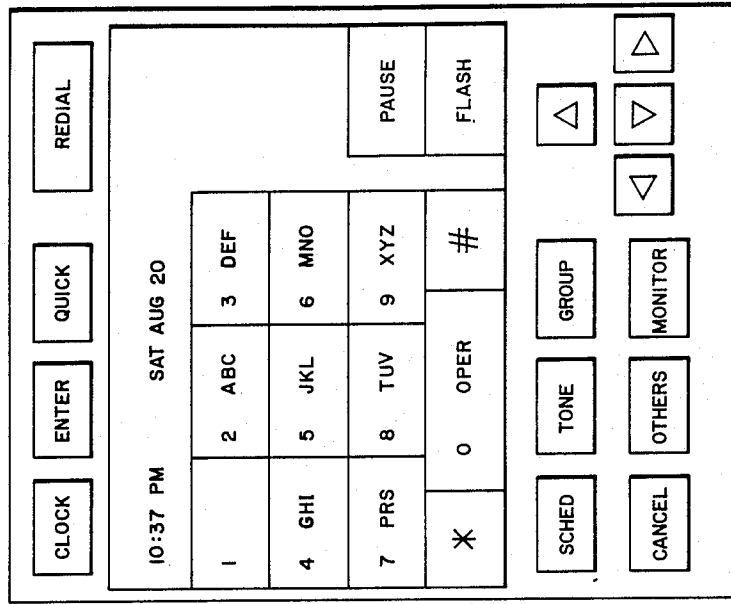 CLOCK ENTER QUICK REDIAL
10:37 PM SAT AUG 20
1 2 ABC 3 DEF
4 GHI 5 JKL 6 MNO
7 PRS 8 TUV 9 XYZ PAUSE
* 0 OPER # FLASH
SCHED TONE GROUP
CANCEL OTHERS MONITOR